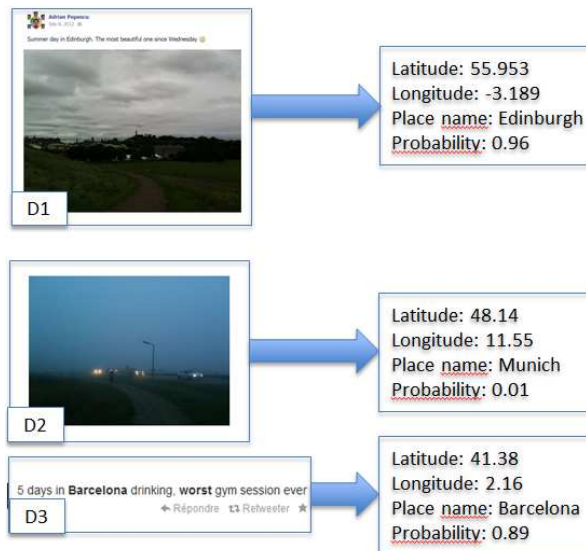 Adrian Popescu
July 8, 2012
Summer day in Edinburgh. The most beautiful one since Wednesday
D1
Latitude: 55.953
Longitude: -3.189
Place name: Edinburgh
Probability: 0.96
D2
Latitude: 48.14
Longitude: 11.55
Place name: Munich
Probability: 0.01
5 days in Barcelona drinking, worst gym session ever
Répondre Retweeter
D3
Latitude: 41.38
Longitude: 2.16
Place name: Barcelona
Probability: 0.89